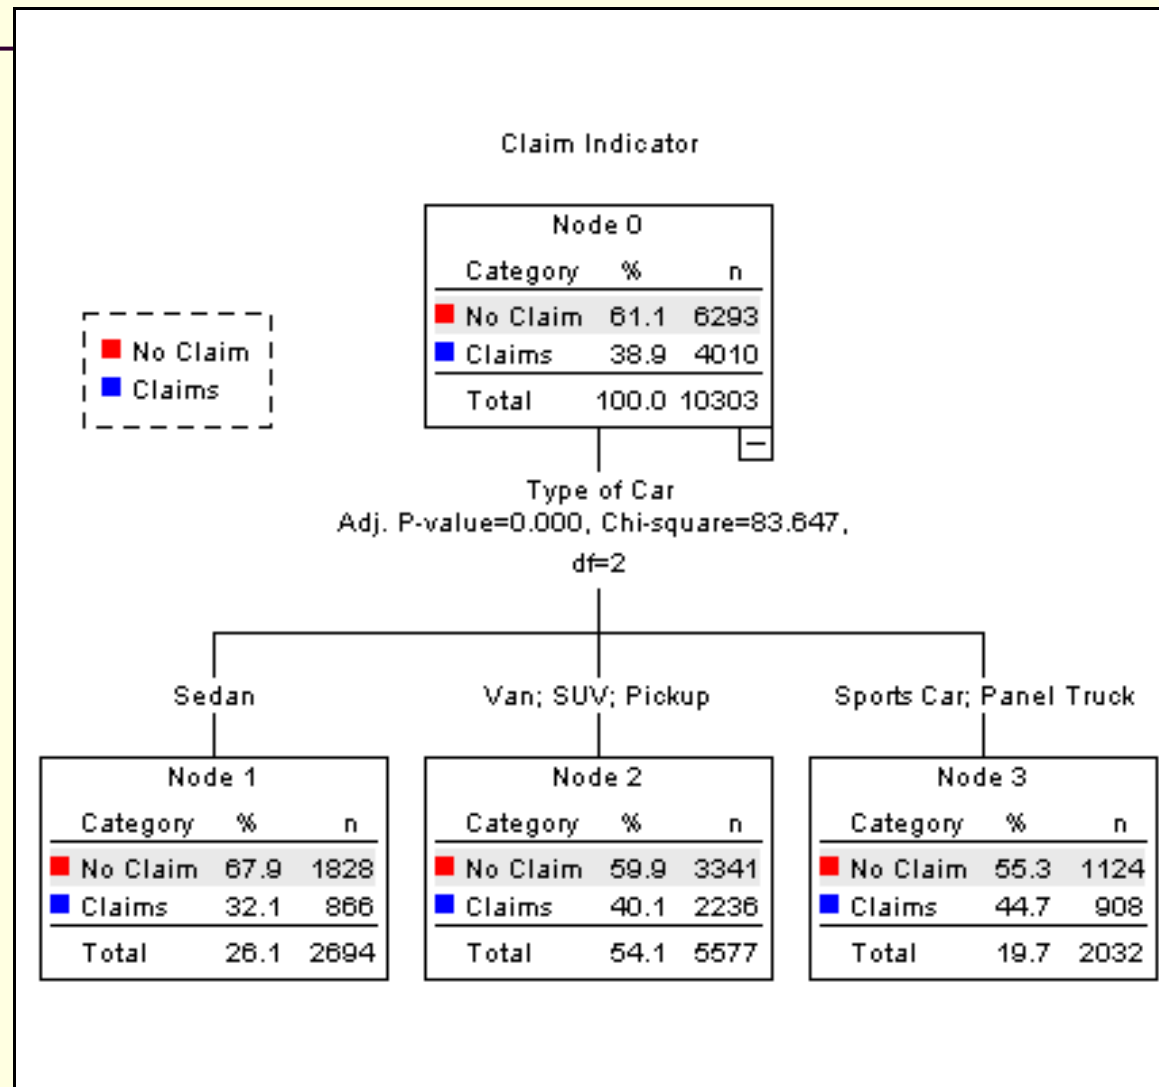 Claim Indicator
Node 0
Category % n
No Claim 61.1 6293
Claims 38.9 4010
Total 100.0 10303
No Claim
Claims
Type of Car
Adj. P-value=0.000, Chi-square=83.647,
df=2
Sedan
Van; SUV; Pickup
Sports Car; Panel Truck
Node 1
Category % n
No Claim 67.9 1828
Claims 32.1 866
Total 26.1 2694
Node 2
Category % n
No Claim 59.9 3341
Claims 40.1 2236
Total 54.1 5577
Node 3
Category % n
No Claim 55.3 1124
Claims 44.7 908
Total 19.7 2032